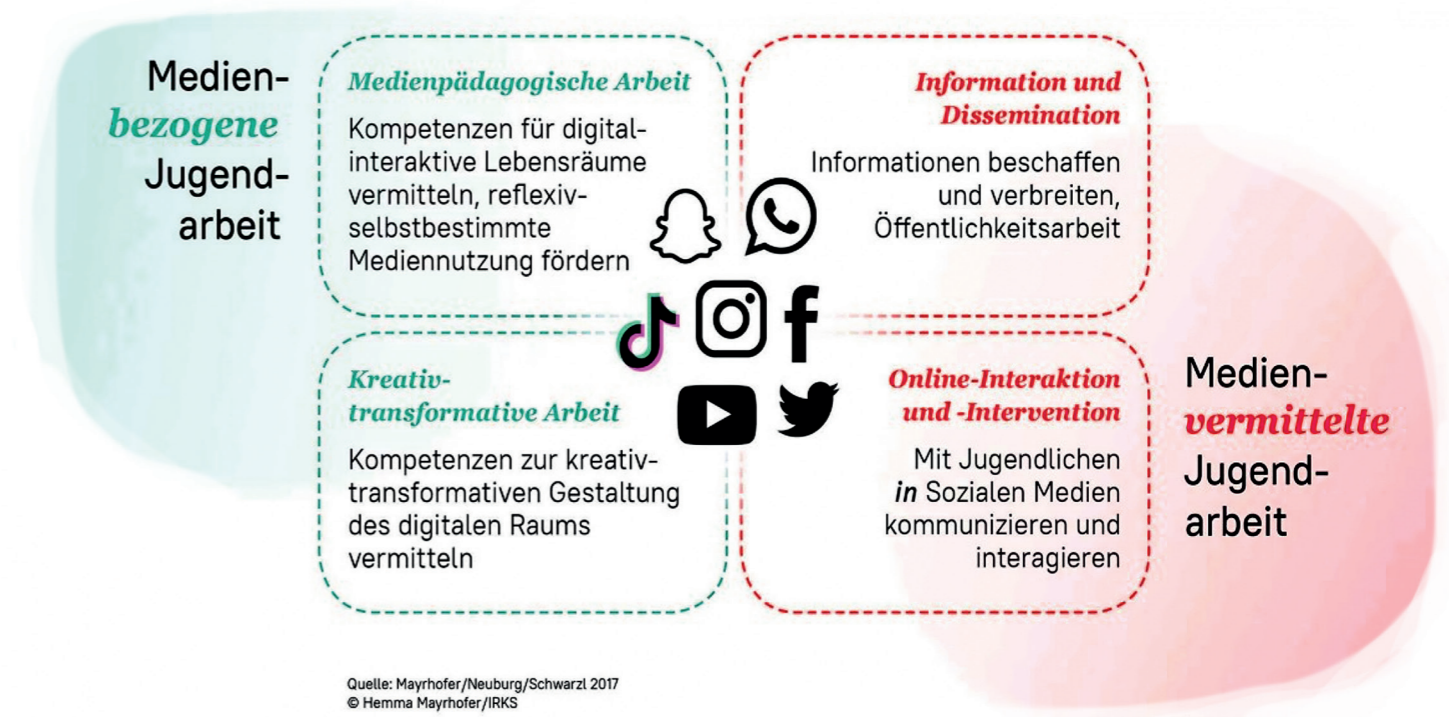 Medien-
bezogene
Jugend-
arbeit
Medienpädagogische Arbeit
Kompetenzen für digital-
interaktive Lebensräume
vermitteln, reflexiv-
selbstbestimmte
Mediennutzung fördern
Information und
Dissemination
Informationen beschaffen
und verbreiten,
Öffentlichkeitsarbeit
Kreativ-
transformative Arbeit
Kompetenzen zur kreativ-
transformativen Gestaltung
des digitalen Raums
vermitteln
Online-Interaktion
und -Intervention
Mit Jugendlichen
in Sozialen Medien
kommunizieren und
interagieren
Medien-
vermittelte
Jugend-
arbeit
Quelle: Mayrhofer/Neuburg/Schwarzl 2017
© Hemma Mayrhofer/IRKS